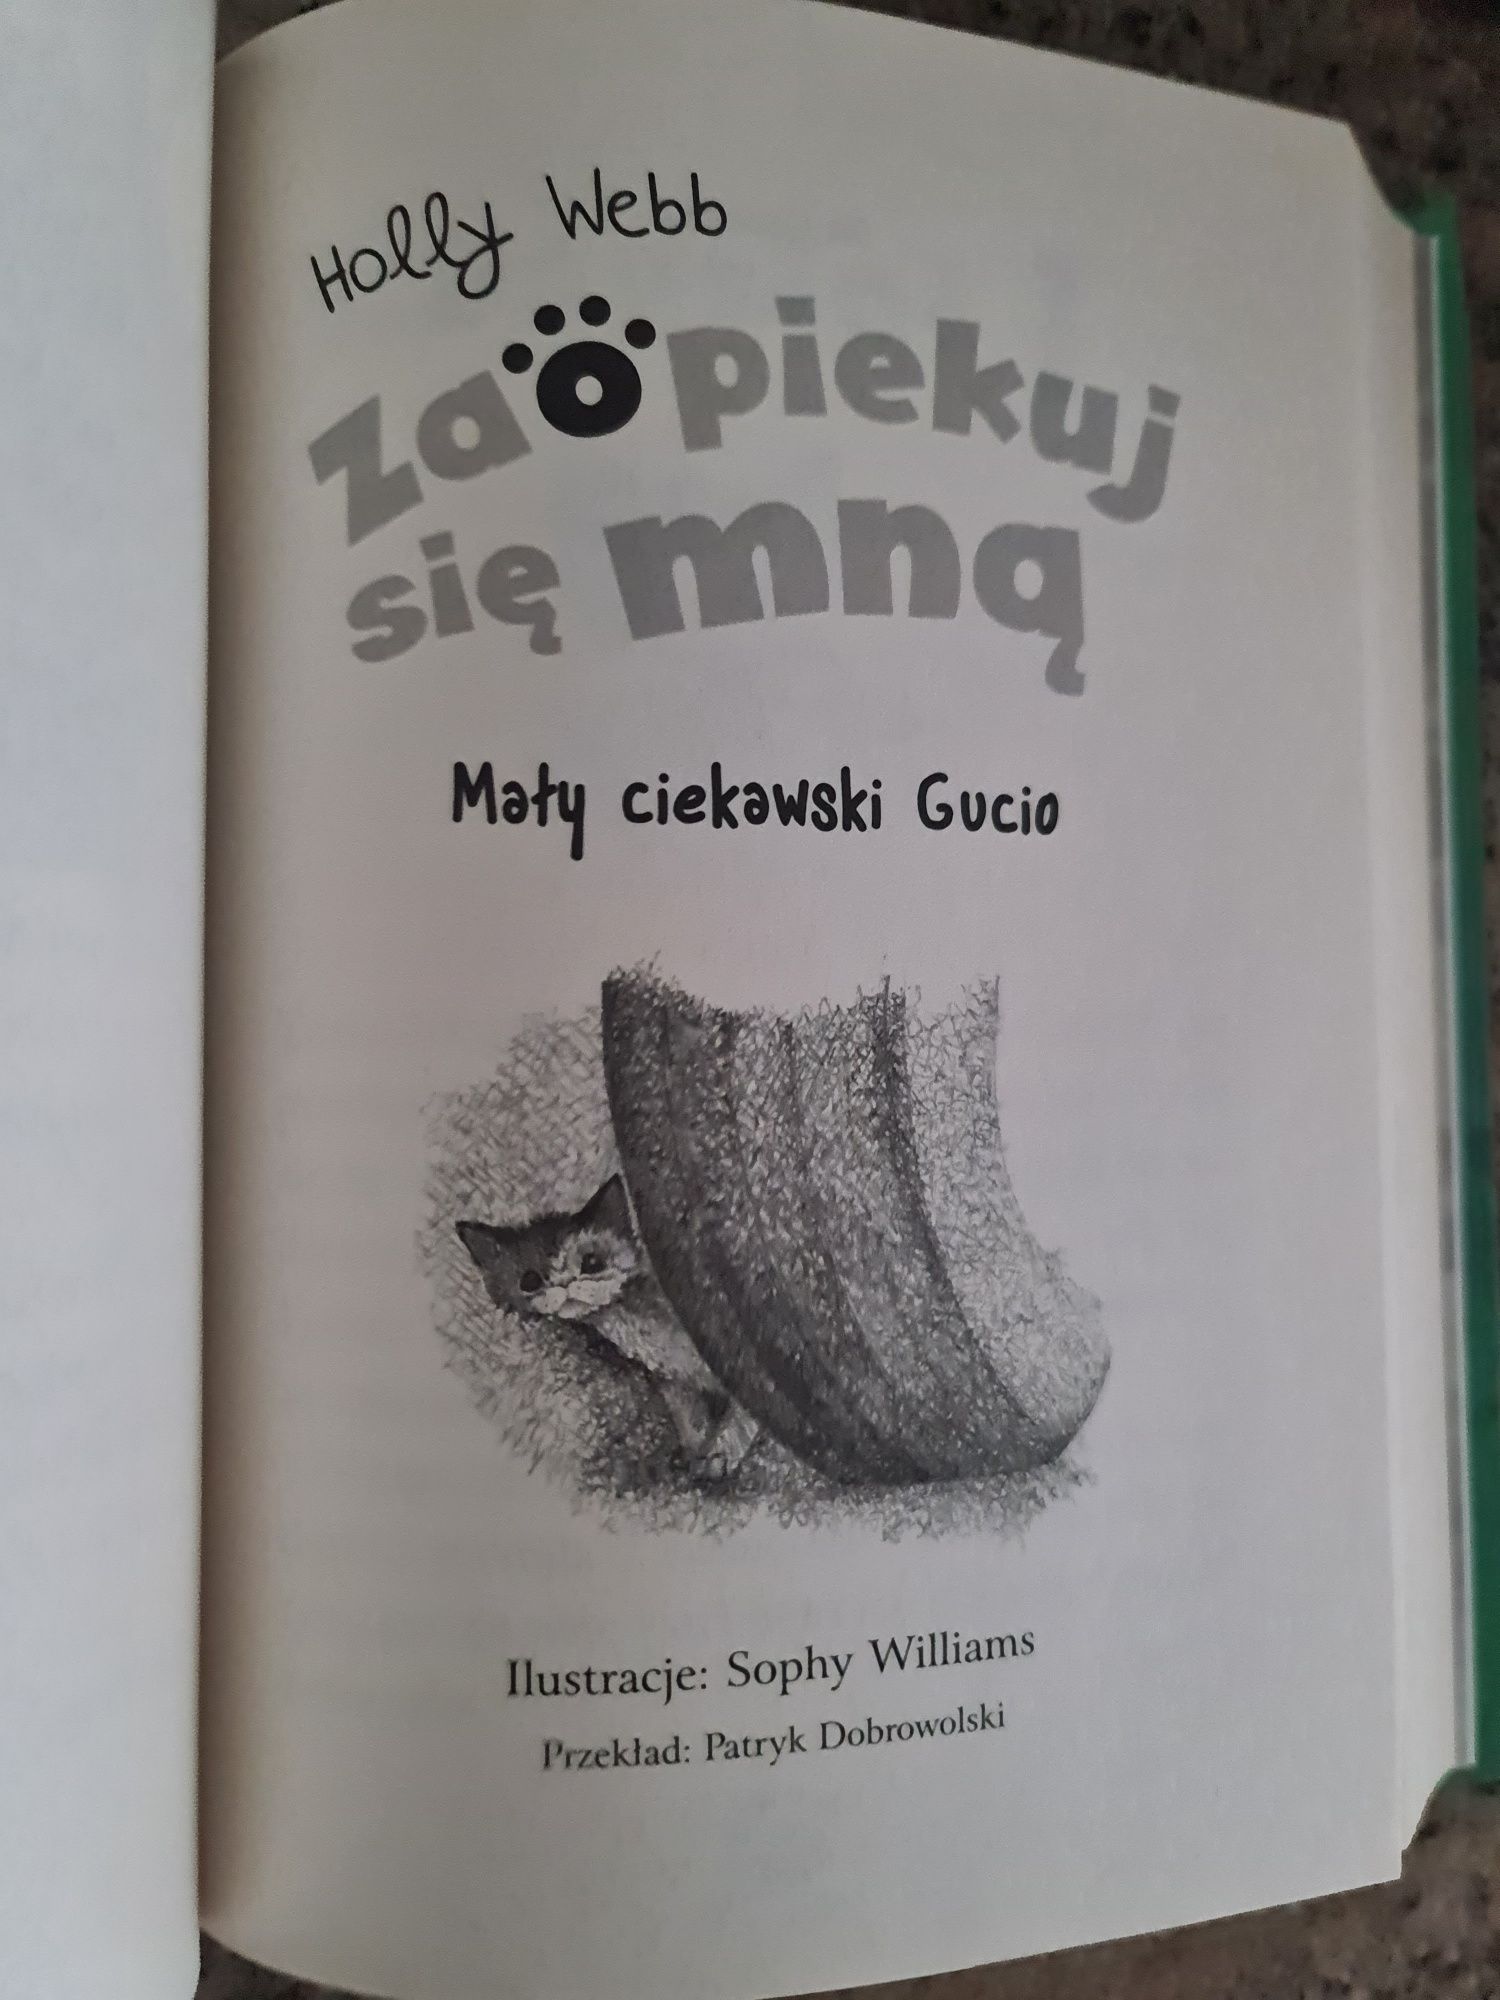 Holly Webb
Zaopiekuj
się mną
Mały ciekawski Gucio
Ilustracje: Sophy Williams
Przekład: Patryk Dobrowolski